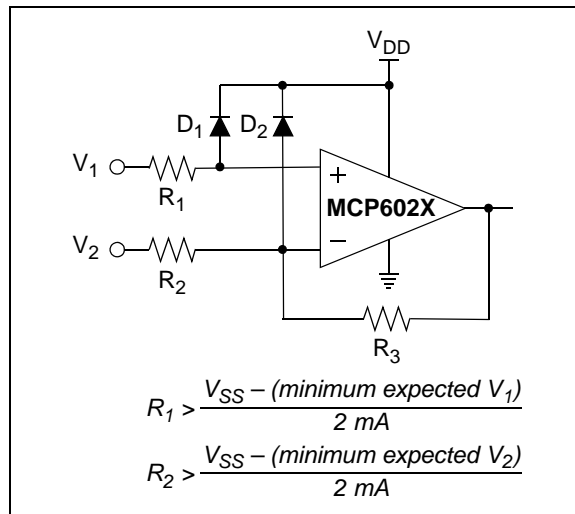 V_DD
D_1 D_2
V_1
R_1
+
MCP602X
V_2
R_2
–
R_3
R_1 > V_SS – (minimum expected V_1) / 2 mA
R_2 > V_SS – (minimum expected V_2) / 2 mA